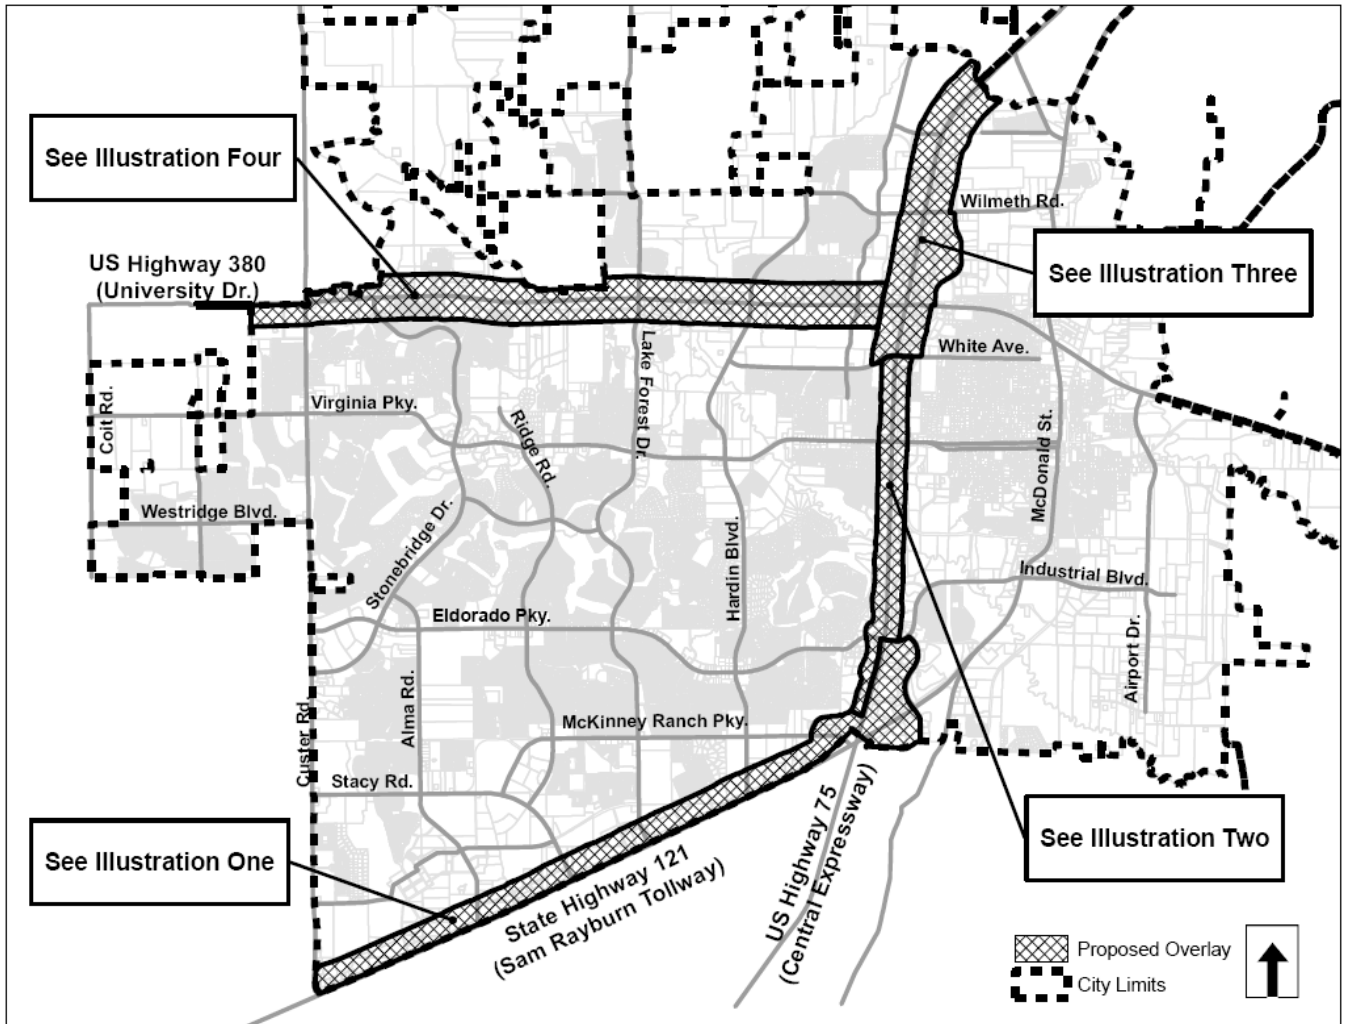 See Illustration Four
Wilmeth Rd.
US Highway 380
(University Dr.)
See Illustration Three
White Ave.
Lake Forest Dr.
Coit Rd.
Virginia Pky.
Ridge Rd.
McDonald St.
Westridge Blvd.
Stonebridge Dr.
Hardin Blvd.
Industrial Blvd.
Eldorado Pky.
Airport Dr.
Alma Rd.
Custer Rd.
McKinney Ranch Pky.
Stacy Rd.
See Illustration One
State Highway 121
(Sam Rayburn Tollway)
US Highway 75
(Central Expressway)
See Illustration Two
Proposed Overlay
City Limits